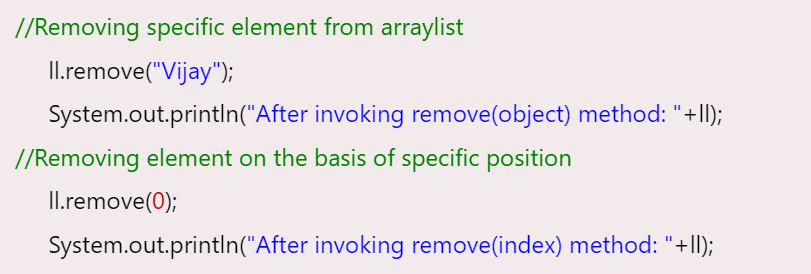 //Removing specific element from arraylist
ll.remove("Vijay");
System.out.println("After invoking remove(object) method: "+ll);
//Removing element on the basis of specific position
ll.remove(0);
System.out.println("After invoking remove(index) method: "+ll);